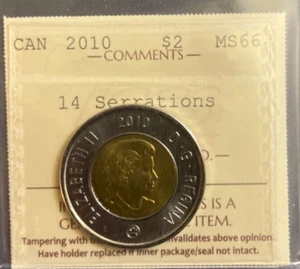 CAN 2010 $2 MS66
COMMENTS
14 Serrations
ELIZABETH II 2010 D·G·REGINA
S IS A
ITEM.
Tampering with invalidates above opinion
Have holder replaced if inner package/seal not intact.